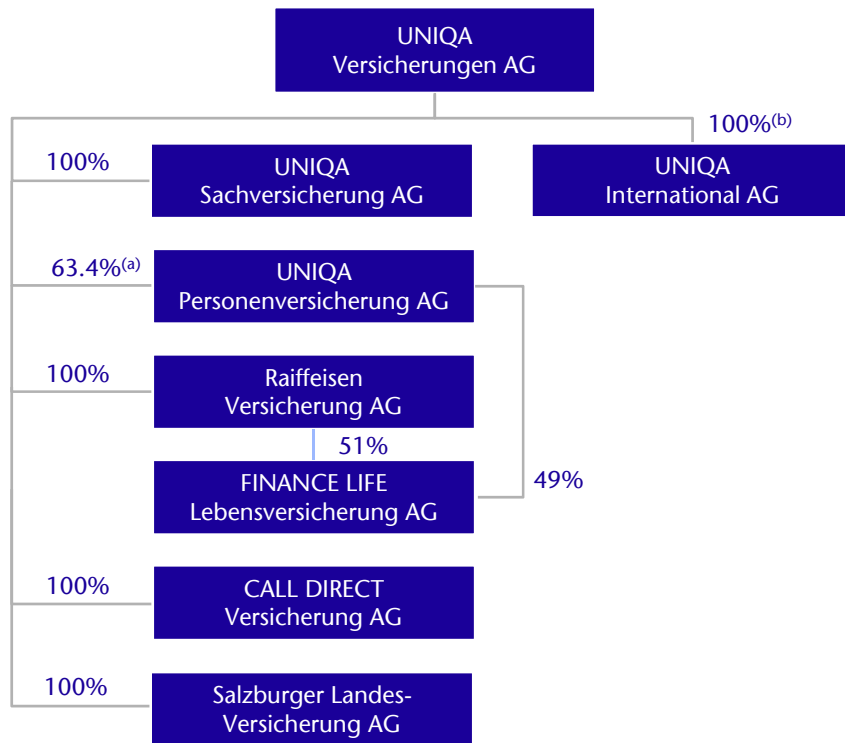 UNIQA
Versicherungen AG
100%(b)
100%
UNIQA
Sachversicherung AG
UNIQA
International AG
63.4%(a)
UNIQA
Personenversicherung AG
100%
Raiffeisen
Versicherung AG
51%
FINANCE LIFE
Lebensversicherung AG
49%
100%
CALL DIRECT
Versicherung AG
100%
Salzburger Landes-
Versicherung AG